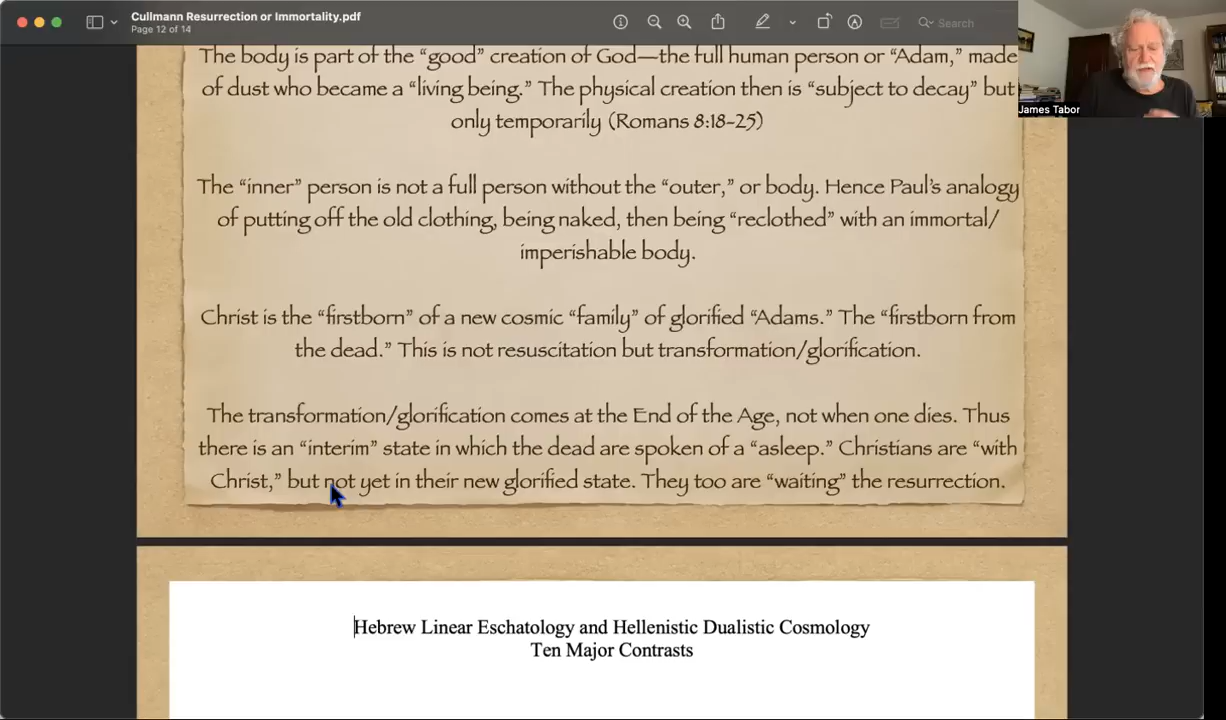 Cullmann Resurrection or Immortality.pdf
Page 12 of 14
Search
James Tabor
The body is part of the “good” creation of God—the full human person or “Adam,” made
of dust who became a “living being.” The physical creation then is “subject to decay” but
only temporarily (Romans 8:18-25)
The “inner” person is not a full person without the “outer,” or body. Hence Paul’s analogy
of putting off the old clothing, being naked, then being “reclothed” with an immortal/
imperishable body.
Christ is the “firstborn” of a new cosmic “family” of glorified “Adams.” The “firstborn from
the dead.” This is not resuscitation but transformation/glorification.
The transformation/glorification comes at the End of the Age, not when one dies. Thus
there is an “interim” state in which the dead are spoken of a “asleep.” Christians are “with
Christ,” but not yet in their new glorified state. They too are “waiting” the resurrection.
Hebrew Linear Eschatology and Hellenistic Dualistic Cosmology
Ten Major Contrasts